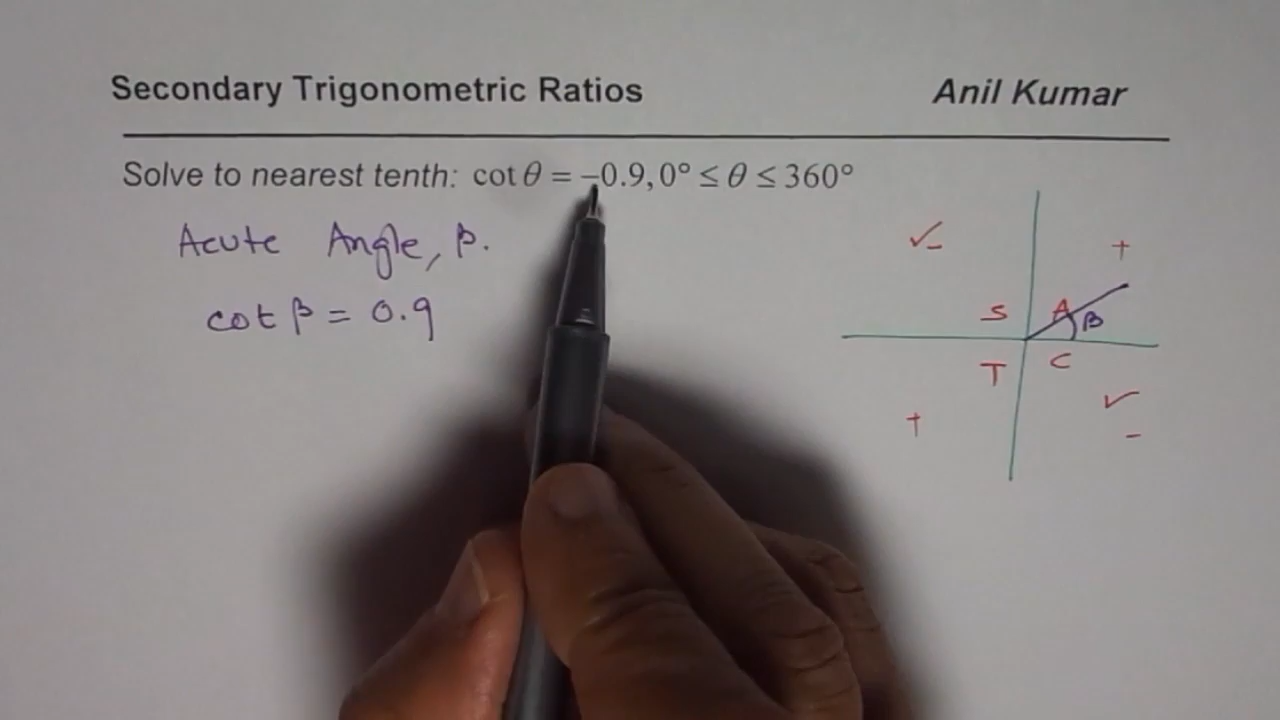 Secondary Trigonometric Ratios Anil Kumar
Solve to nearest tenth: cot θ = −0.9, 0° ≤ θ ≤ 360°
Acute Angle, β.
cot β = 0.9
✓− +
S A β
T C
✓
+ −